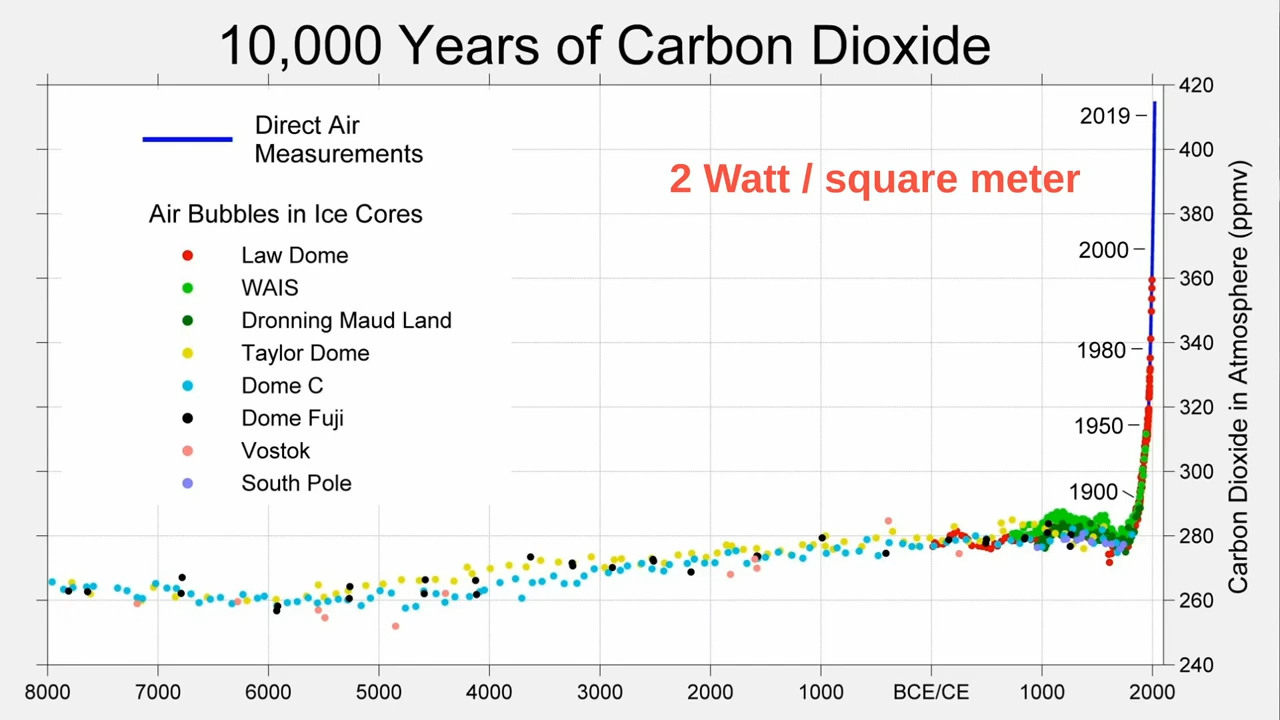 10,000 Years of Carbon Dioxide
Direct Air
Measurements
Air Bubbles in Ice Cores
Law Dome
WAIS
Dronning Maud Land
Taylor Dome
Dome C
Dome Fuji
Vostok
South Pole
2 Watt / square meter
2019
2000
1980
1950
1900
420
400
380
360
340
320
300
280
260
240
Carbon Dioxide in Atmosphere (ppmv)
8000 7000 6000 5000 4000 3000 2000 1000 BCE/CE 1000 2000